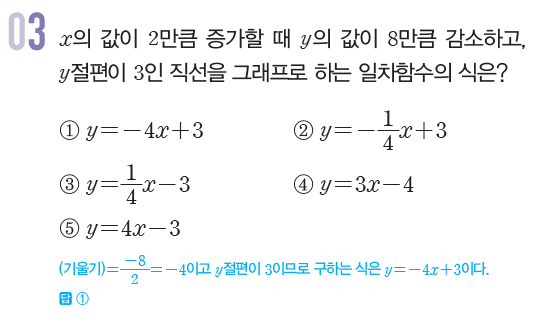 03 x의 값이 2만큼 증가할 때 y의 값이 8만큼 감소하고,
y절편이 3인 직선을 그래프로 하는 일차함수의 식은?
① y=−4x+3 ② y=−1/4x+3
③ y=1/4x−3 ④ y=3x−4
⑤ y=4x−3
(기울기)=−8/2=−4이고 y절편이 3이므로 구하는 식은 y=−4x+3이다.
답 ①